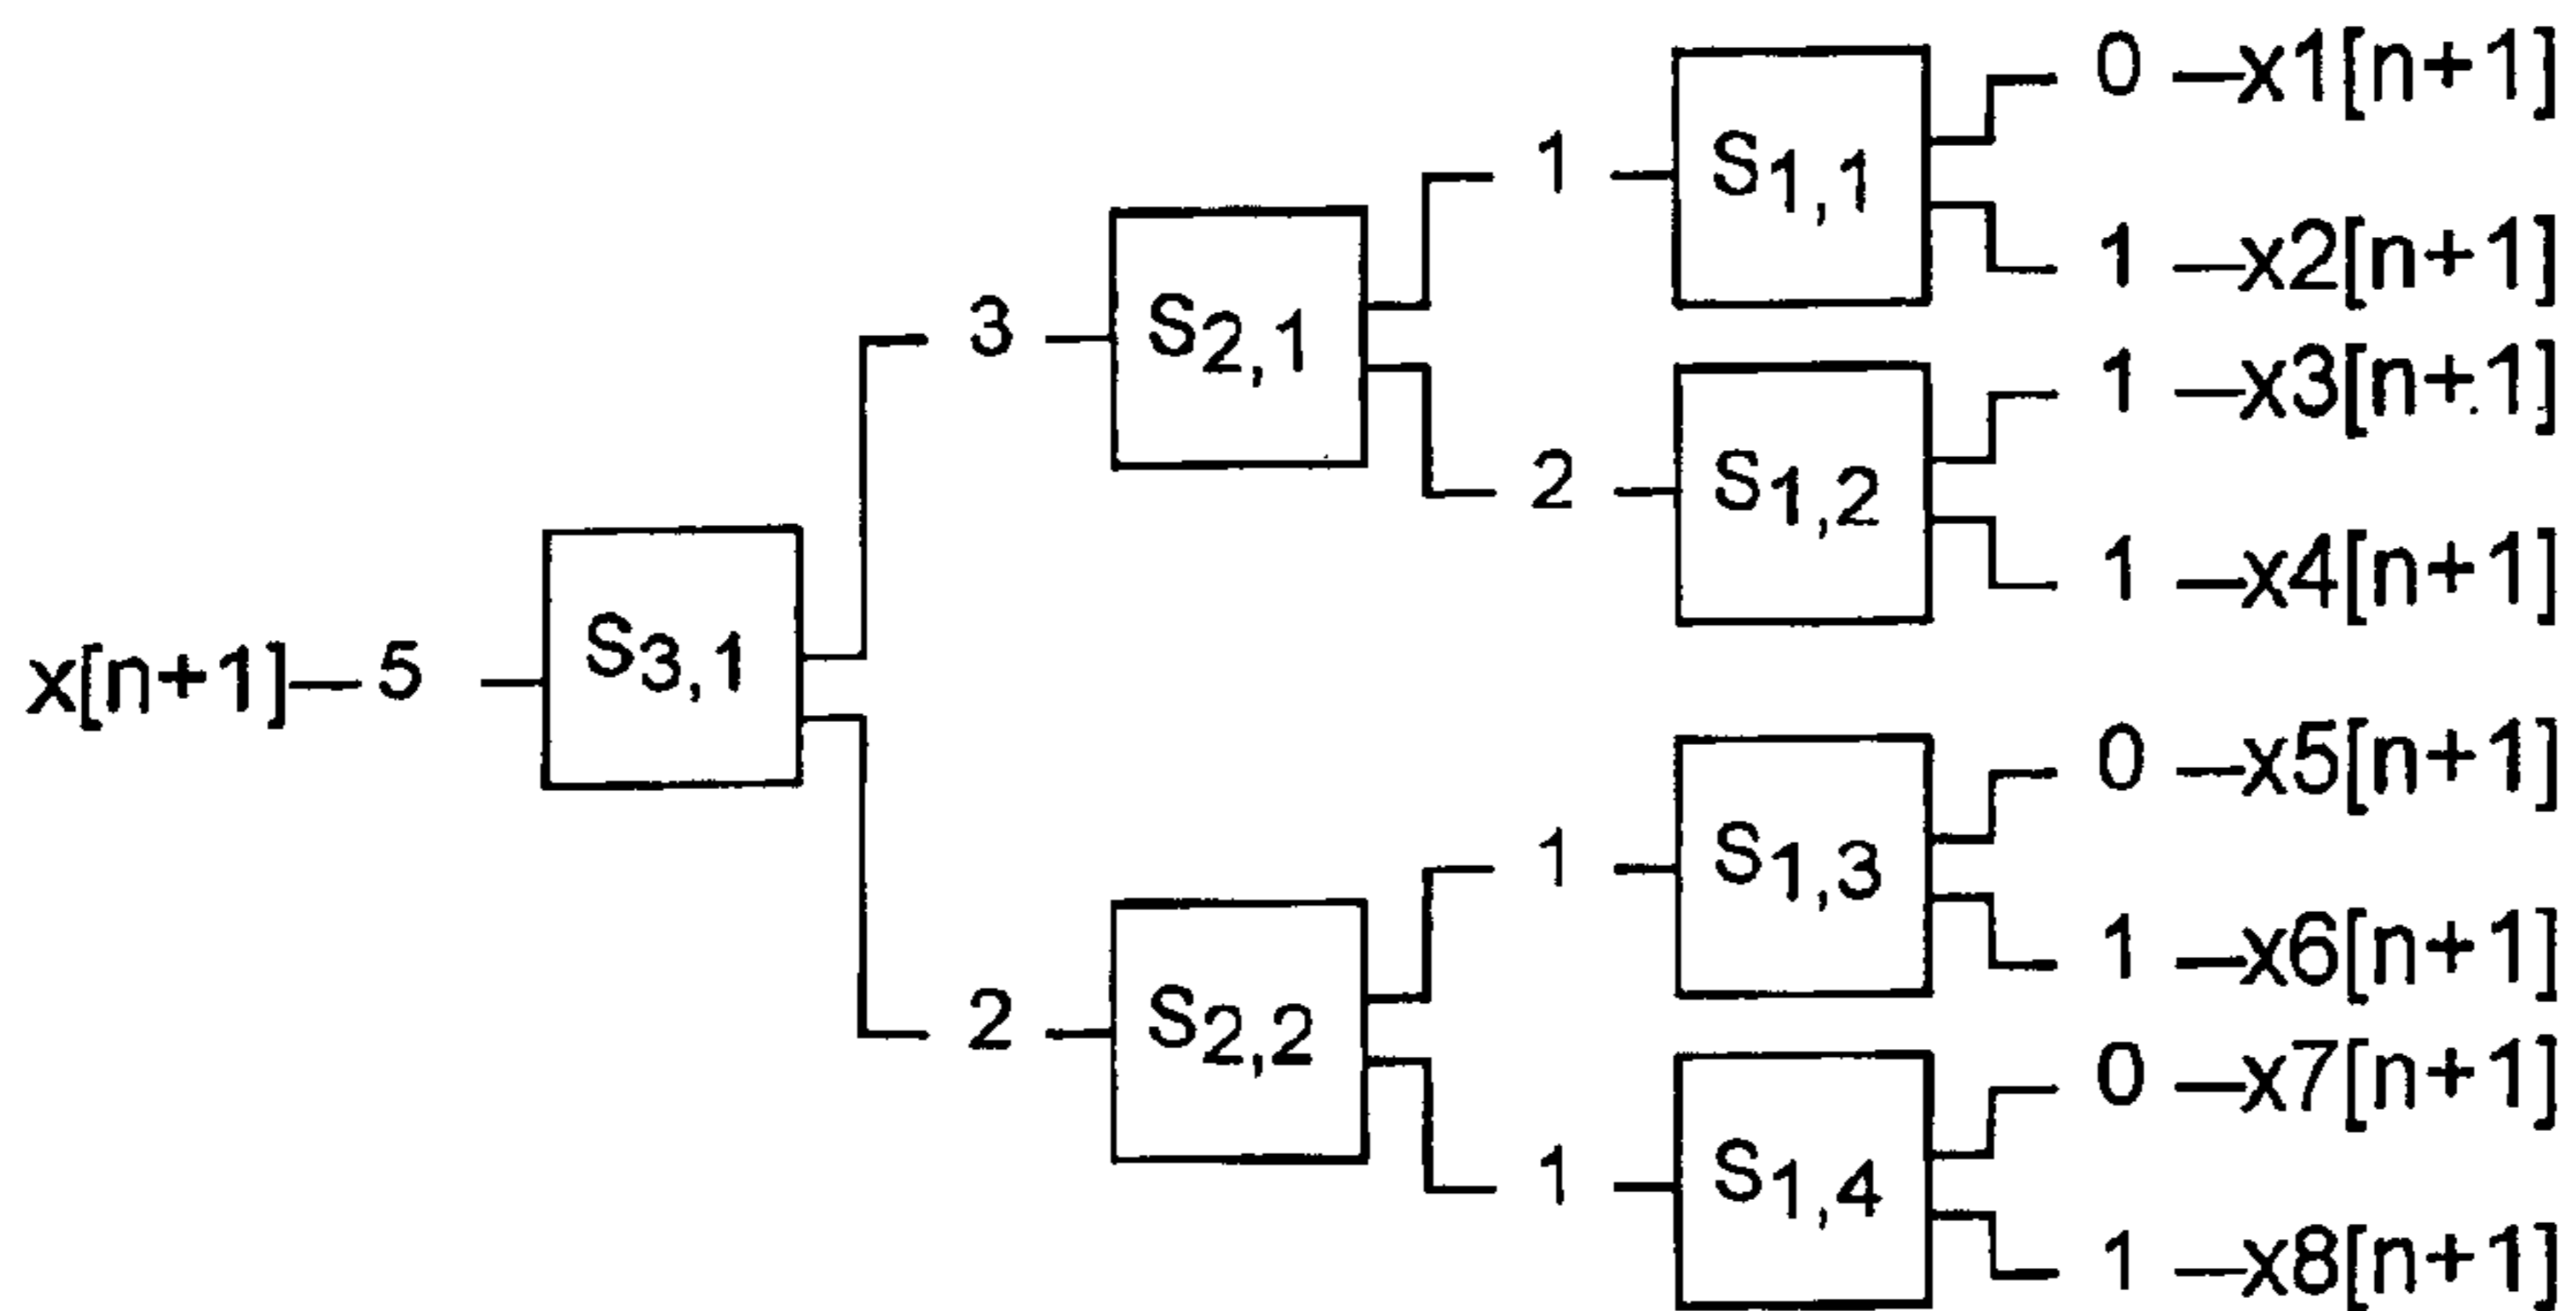 0 x1[n+1]
1 S1,1
1 x2[n+1]
3 S2,1
1 x3[n+1]
2 S1,2
1 x4[n+1]
x[n+1] 5 S3,1
0 x5[n+1]
1 S1,3
1 x6[n+1]
2 S2,2
0 x7[n+1]
1 S1,4
1 x8[n+1]